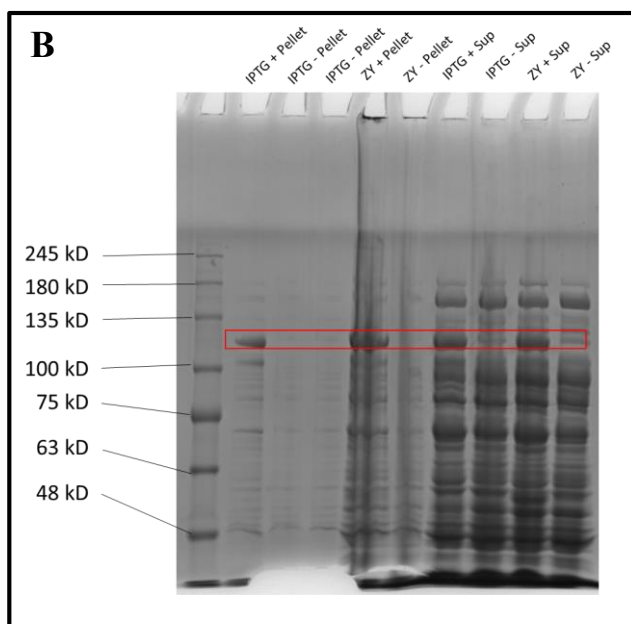 B
IPTG + Pellet
IPTG - Pellet
IPTG - Pellet
ZY + Pellet
ZY - Pellet
IPTG + Sup
IPTG - Sup
ZY + Sup
ZY - Sup
245 kD
180 kD
135 kD
100 kD
75 kD
63 kD
48 kD